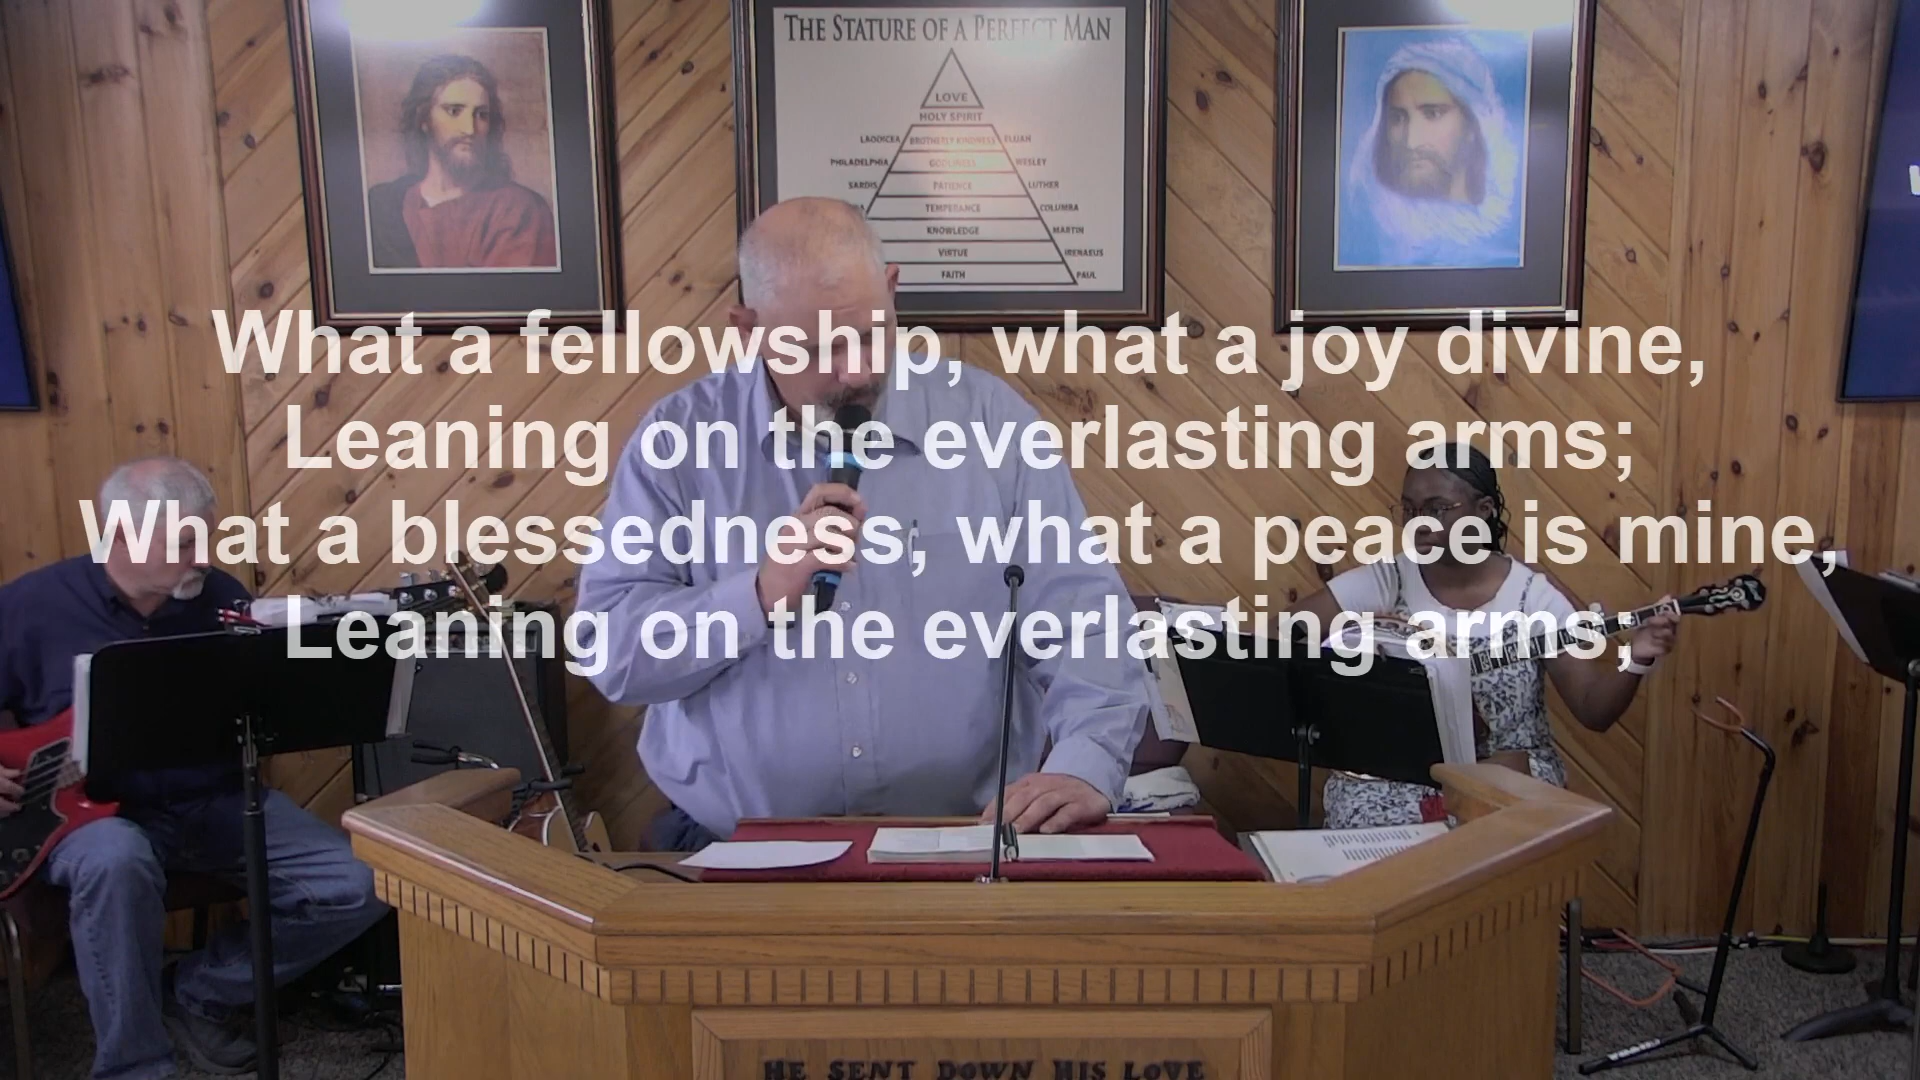 THE STATURE OF A PERFECT MAN
LOVE
HOLY SPIRIT
LAODICEA BROTHERLY KINDNESS ELIJAH
PHILADELPHIA GODLINESS WESLEY
SARDIS PATIENCE LUTHER
TEMPERANCE COLUMBA
KNOWLEDGE MARTIN
VIRTUE IRENAEUS
FAITH PAUL
What a fellowship, what a joy divine,
Leaning on the everlasting arms;
What a blessedness, what a peace is mine,
Leaning on the everlasting arms;
HE SENT DOWN HIS LOVE